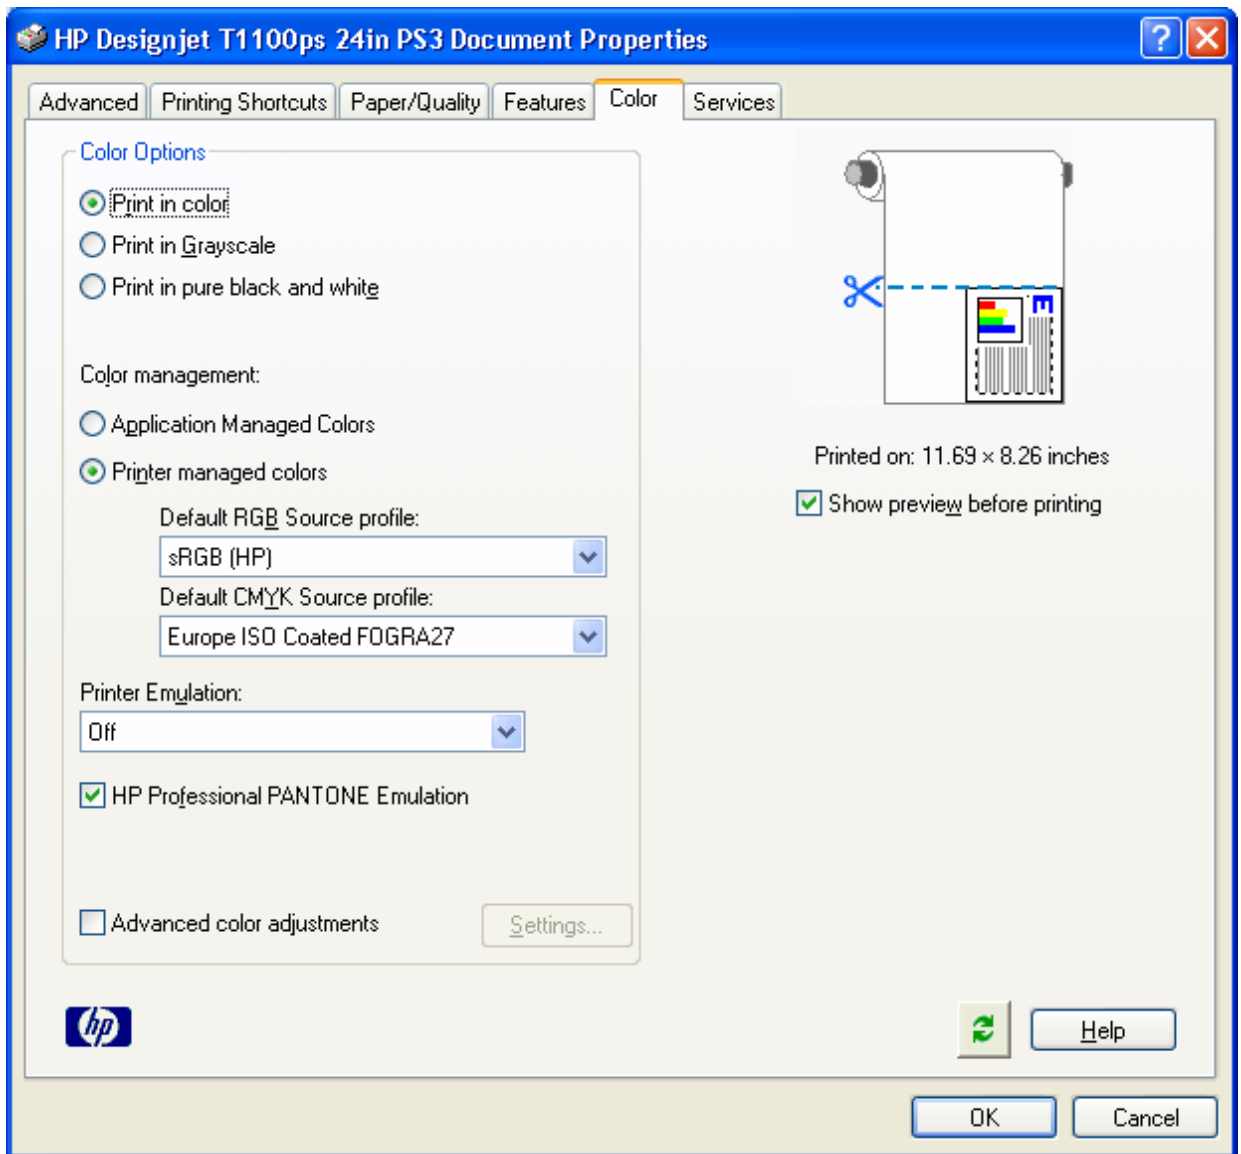 HP Designjet T1100ps 24in PS3 Document Properties
?
Advanced Printing Shortcuts Paper/Quality Features Color Services
Color Options
Print in color
Print in Grayscale
Print in pure black and white
Color management:
Application Managed Colors
Printer managed colors
Default RGB Source profile:
sRGB (HP)
Default CMYK Source profile:
Europe ISO Coated FOGRA27
Printer Emulation:
Off
HP Professional PANTONE Emulation
Advanced color adjustments Settings...
E
Printed on: 11.69 × 8.26 inches
Show preview before printing
hp
Help
OK Cancel